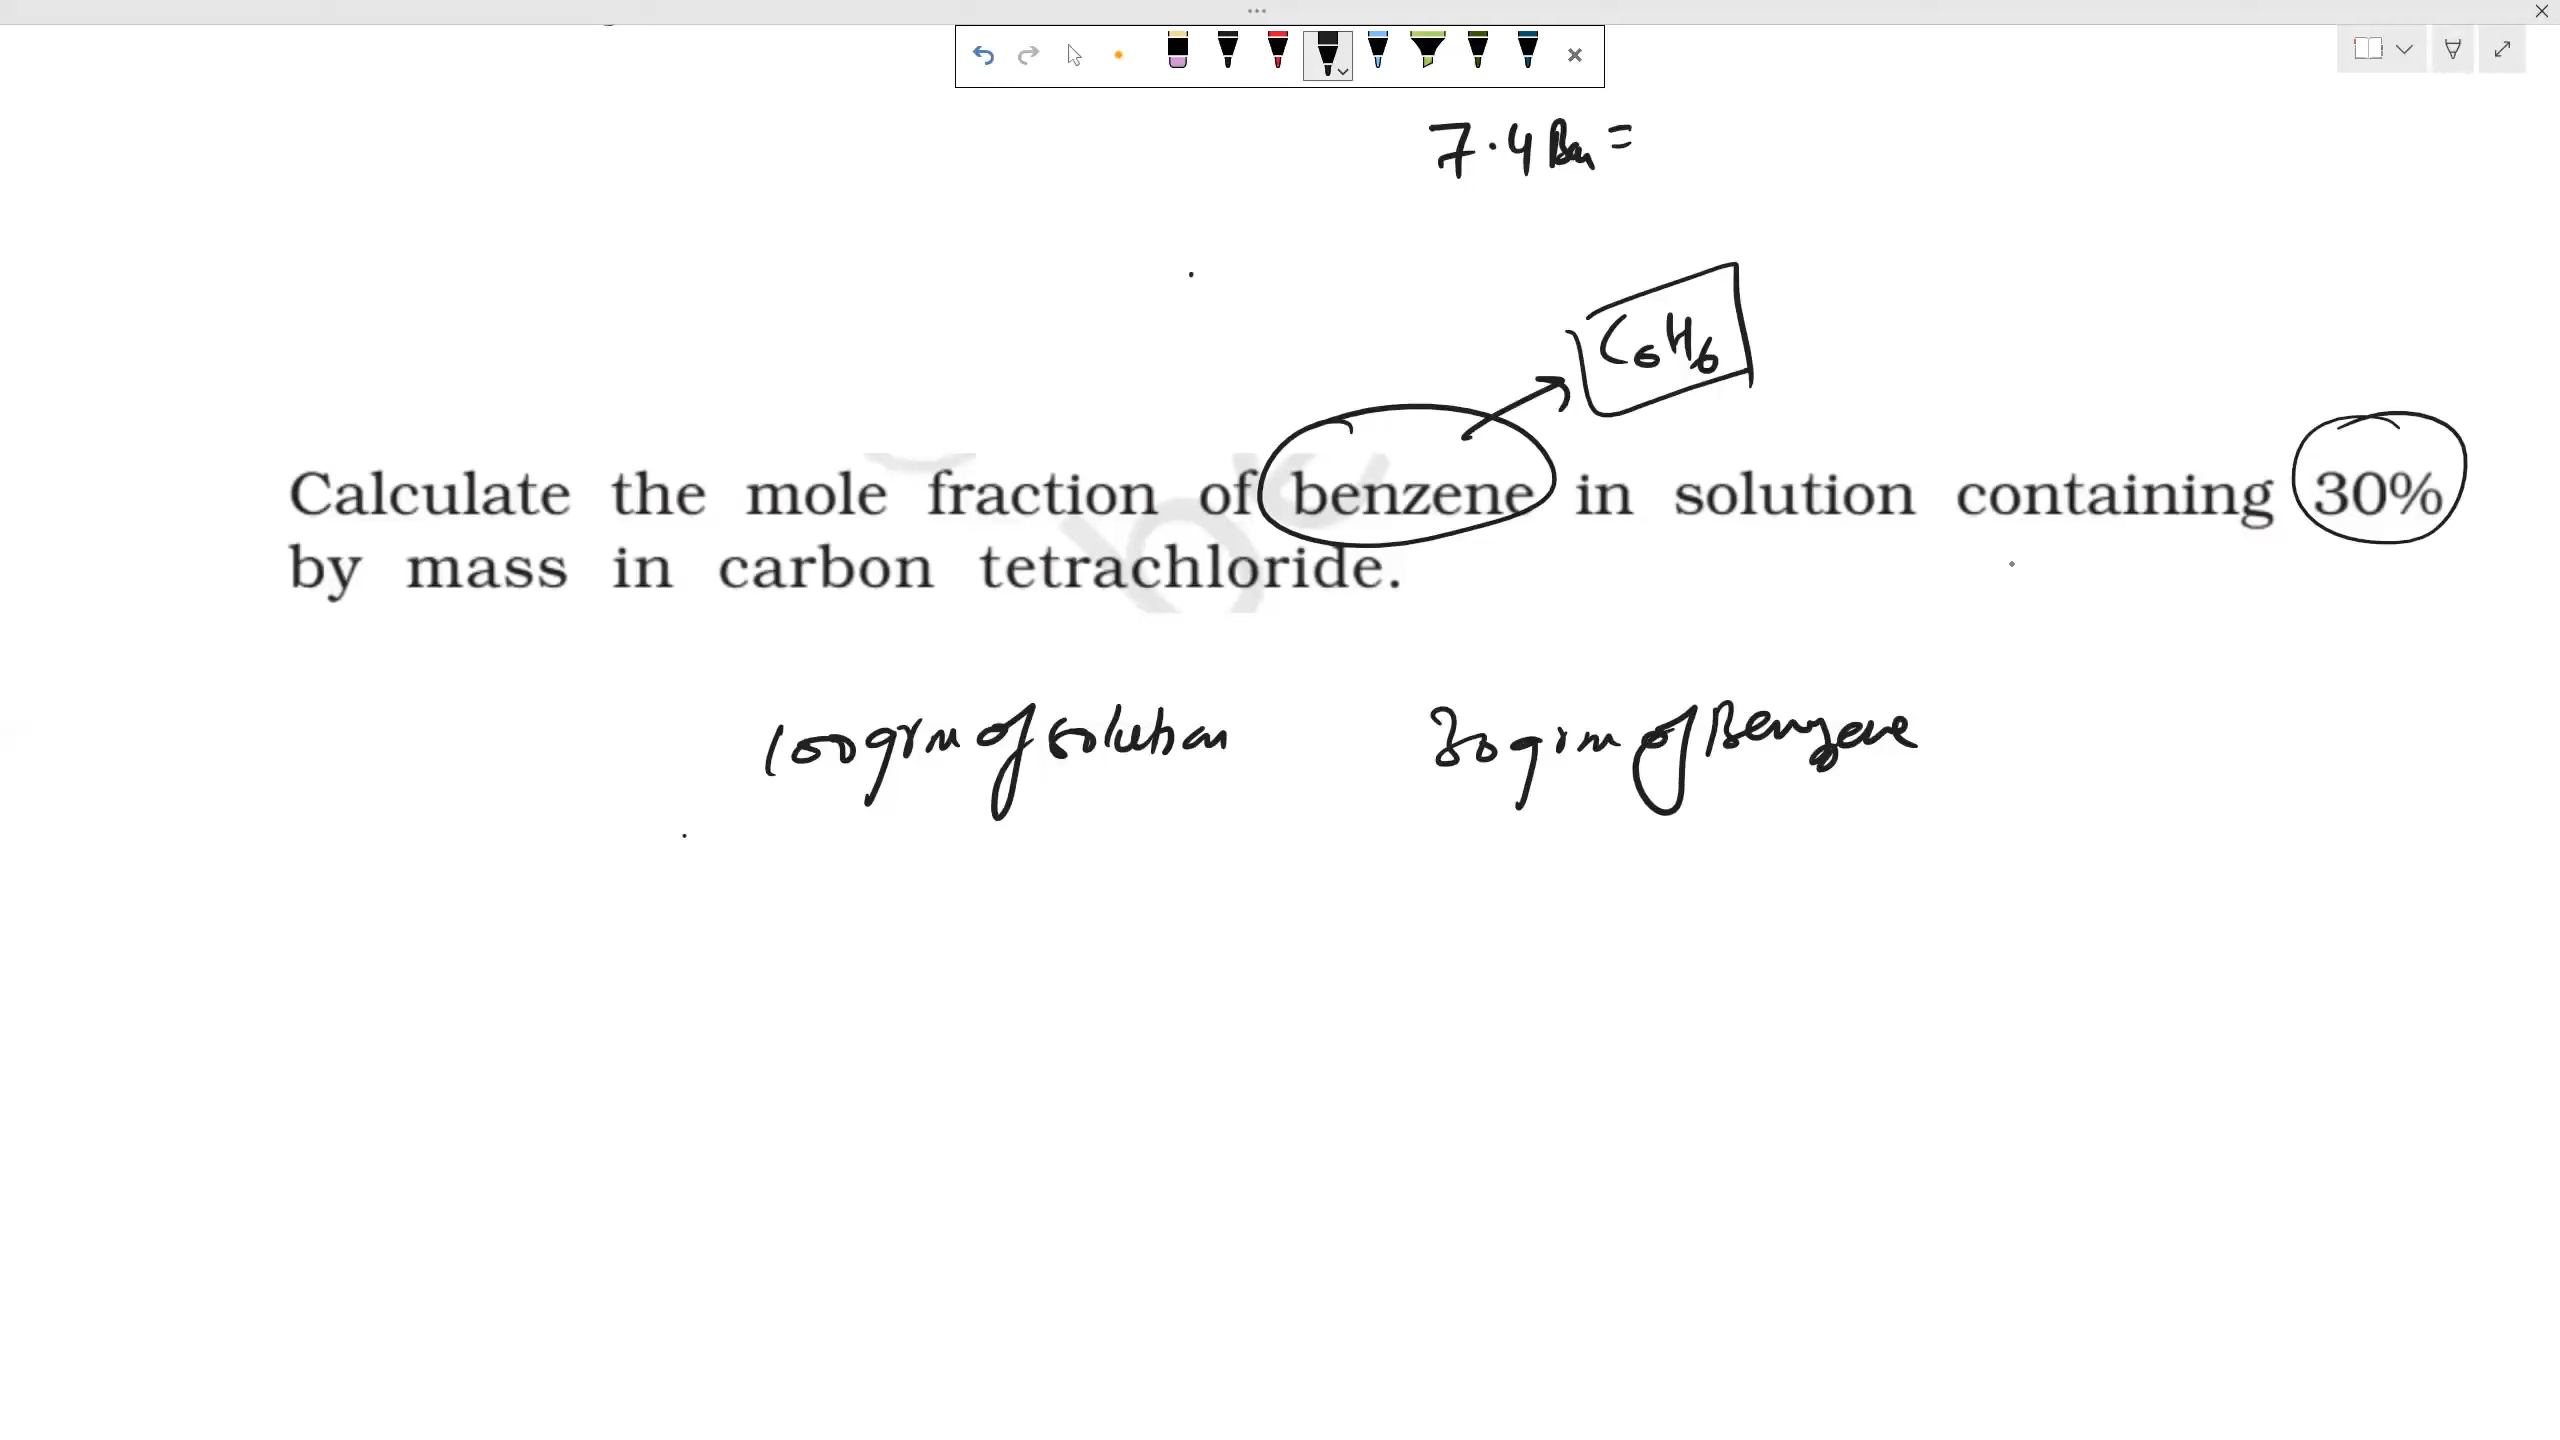 7.4 Ben =
C6H6
Calculate the mole fraction of benzene in solution containing 30%
by mass in carbon tetrachloride.
100 grm of solution 30 grm of Benzene